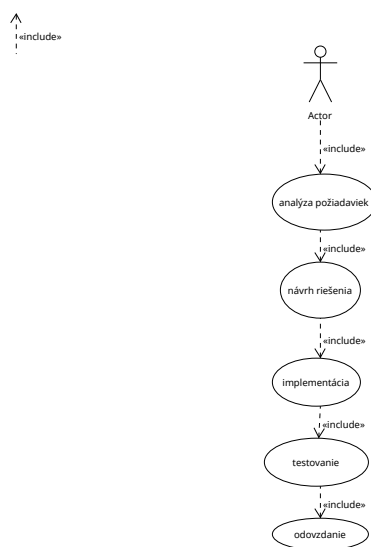 «include»
Actor
«include»
analýza požiadaviek
«include»
návrh riešenia
«include»
implementácia
«include»
testovanie
«include»
odovzdanie